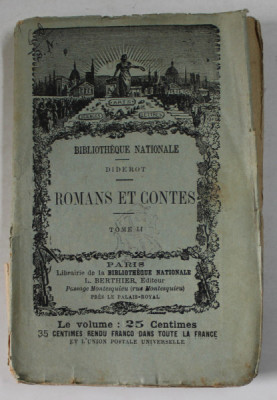 BIBLIOTHÈQUE NATIONALE
DIDEROT
ROMANS ET CONTES
TOME II
PARIS
Librairie de la BIBLIOTHÈQUE NATIONALE
L. BERTHIER, Éditeur
Passage Montesquieu (rue Montesquieu)
PRÈS LE PALAIS-ROYAL
Le volume : 25 Centimes
35 CENTIMES RENDU FRANCO DANS TOUTE LA FRANCE
ET L'UNION POSTALE UNIVERSELLE